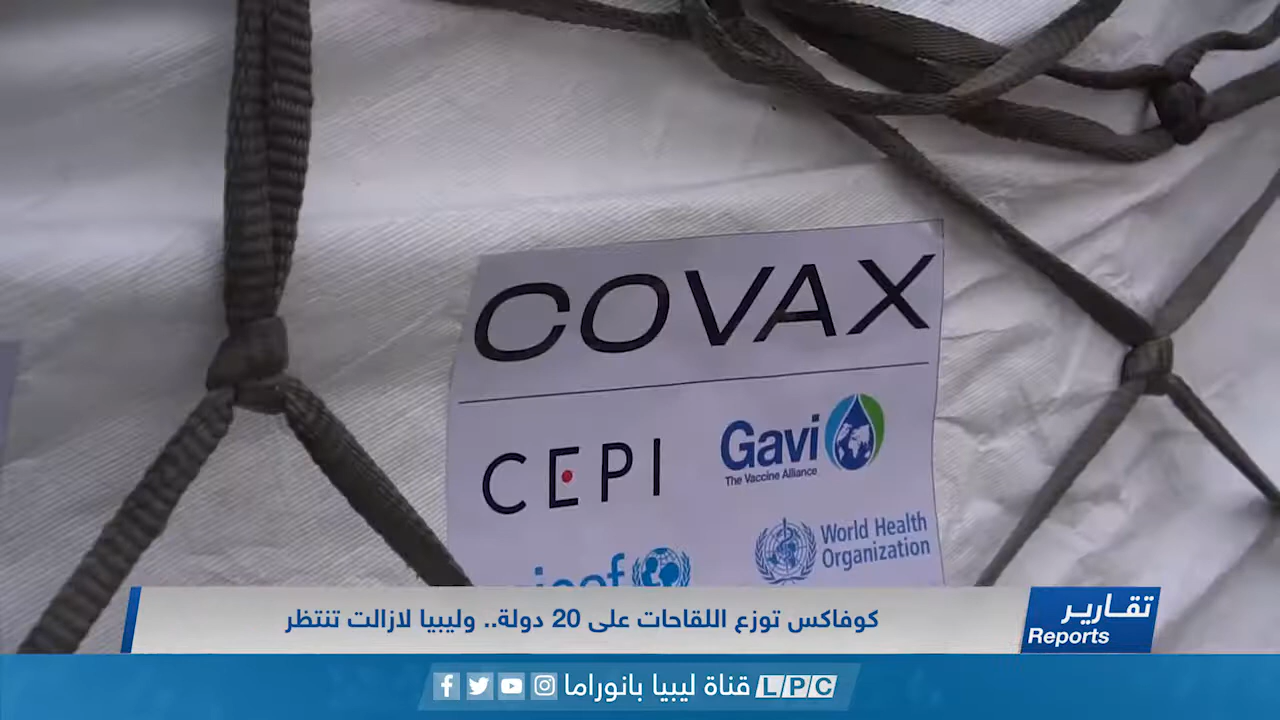 COVAX
CEPI
Gavi
The Vaccine Alliance
World Health
Organization
unicef
كوفاكس توزع اللقاحات على 20 دولة.. وليبيا لازالت تنتظر
تقارير
Reports
قناة ليبيا بانوراما LPC